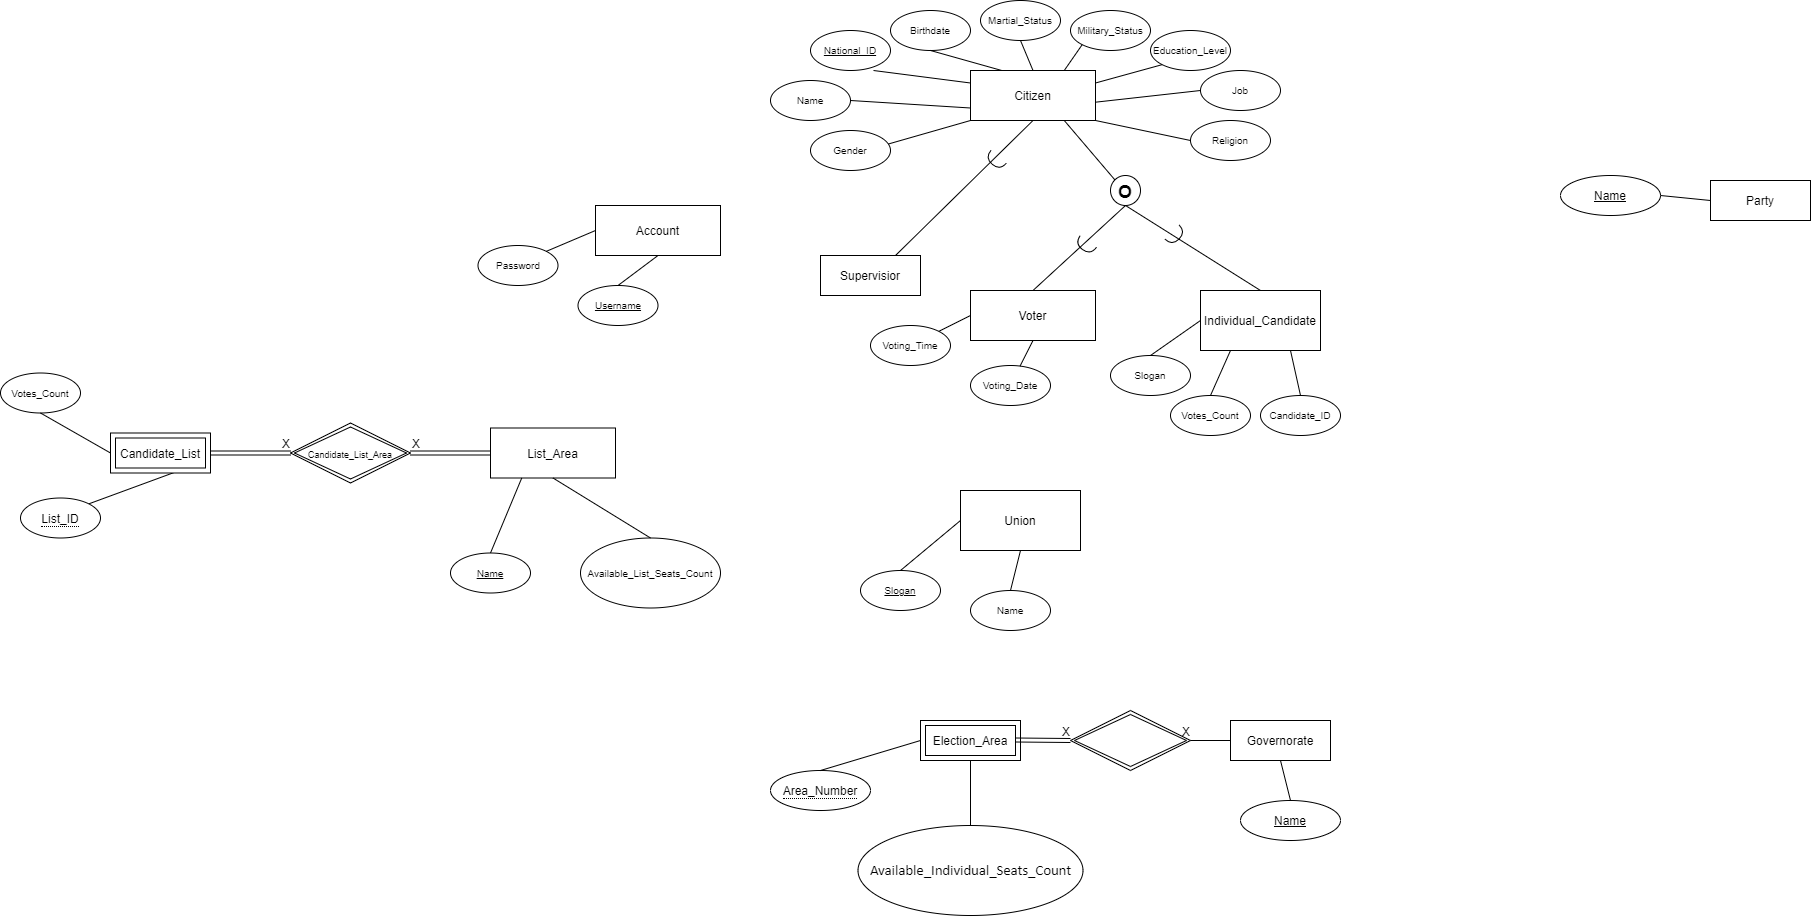 Martial_Status
Birthdate
Military_Status
National_ID
Education_Level
Citizen
Job
Name
Religion
Gender
O
Name
Party
Account
Password
Username
Supervisior
Voter
Individual_Candidate
Voting_Time
Voting_Date
Slogan
Votes_Count
Candidate_ID
Votes_Count
Candidate_List
X
Candidate_List_Area
X
List_Area
List_ID
Name
Available_List_Seats_Count
Union
Slogan
Name
Election_Area
X
X
Governorate
Area_Number
Name
Available_Individual_Seats_Count